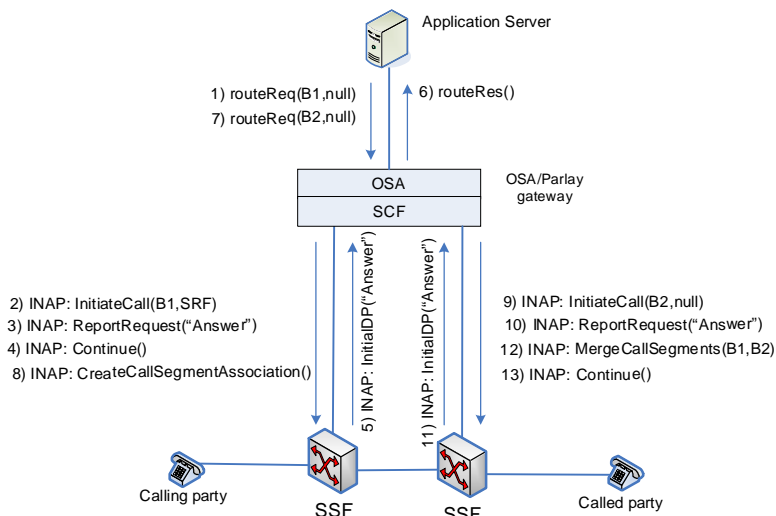 Application Server
1) routeReq(B1,null)
7) routeReq(B2,null)
6) routeRes()
OSA
SCF
OSA/Parlay
gateway
2) INAP: InitiateCall(B1,SRF)
3) INAP: ReportRequest(“Answer”)
4) INAP: Continue()
8) INAP: CreateCallSegmentAssociation()
5) INAP: InitialDP(“Answer”)
11) INAP: InitialDP(“Answer”)
9) INAP: InitiateCall(B2,null)
10) INAP: ReportRequest(“Answer”)
12) INAP: MergeCallSegments(B1,B2)
13) INAP: Continue()
Calling party
SSF
SSF
Called party